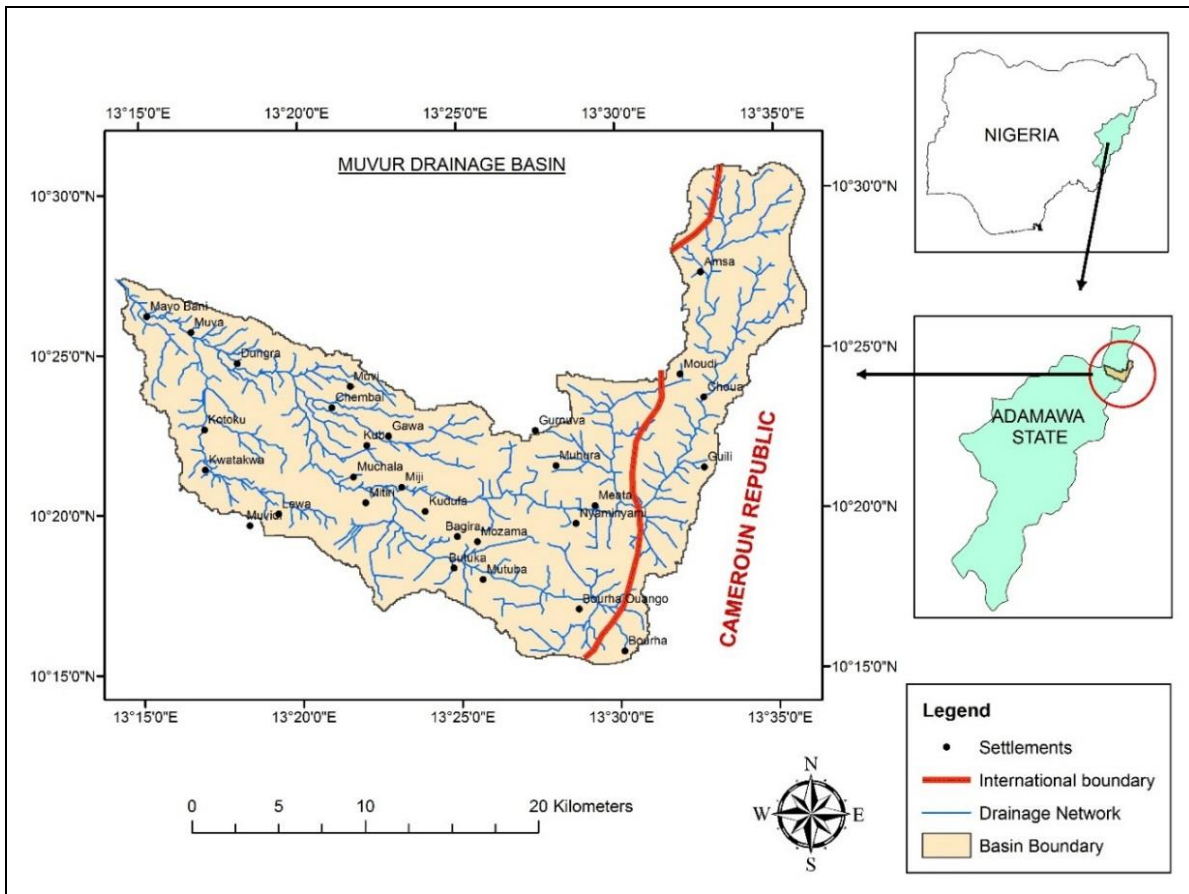 13°15'0"E 13°20'0"E 13°25'0"E 13°30'0"E 13°35'0"E
MUVUR DRAINAGE BASIN
10°30'0"N 10°30'0"N
Amsa
Mayo Bani
Muva
Dungra
10°25'0"N 10°25'0"N
Moudi
Muvi
Choua
Chembai
Kotoku
Gawa
Gumuva
Kubi
Kwatakwa
Muhura
Guili
Muchala
Miji
Mitiri
Kudufa
Meata
Lewa
Nyaminyami
10°20'0"N 10°20'0"N
Muvidi
Bagira
Mozama
Butuka
Mutuba
Bourha Ouango
Bourha
CAMEROUN REPUBLIC
10°15'0"N 10°15'0"N
13°15'0"E 13°20'0"E 13°25'0"E 13°30'0"E 13°35'0"E
0 5 10 20 Kilometers
N
W E
S
NIGERIA
ADAMAWA
STATE
Legend
Settlements
International boundary
Drainage Network
Basin Boundary